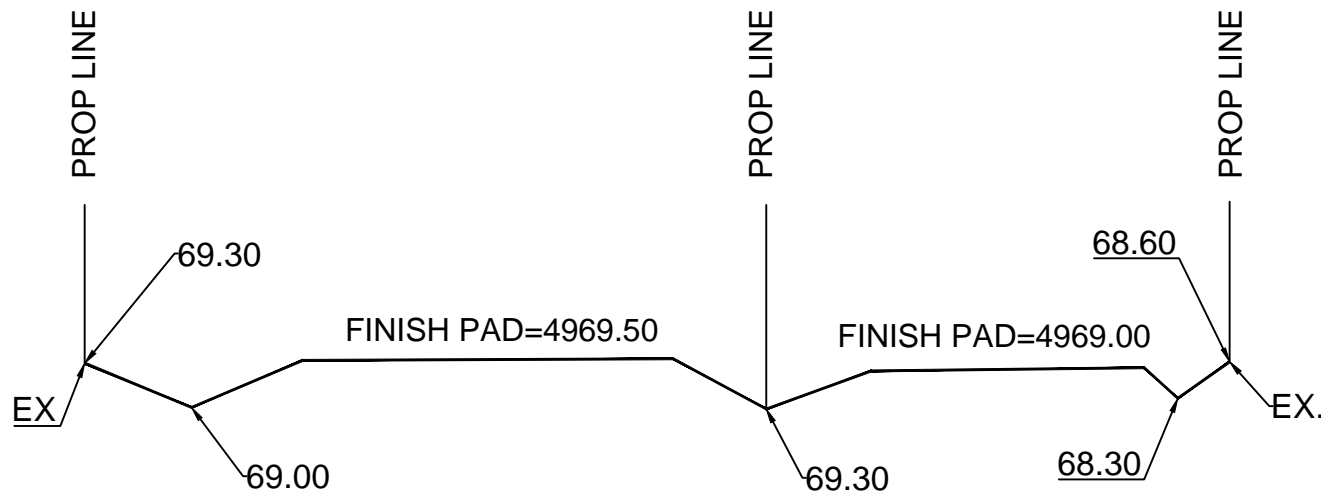 PROP LINE
PROP LINE
PROP LINE
69.30
68.60
FINISH PAD=4969.50
FINISH PAD=4969.00
EX
EX.
69.00
69.30
68.30